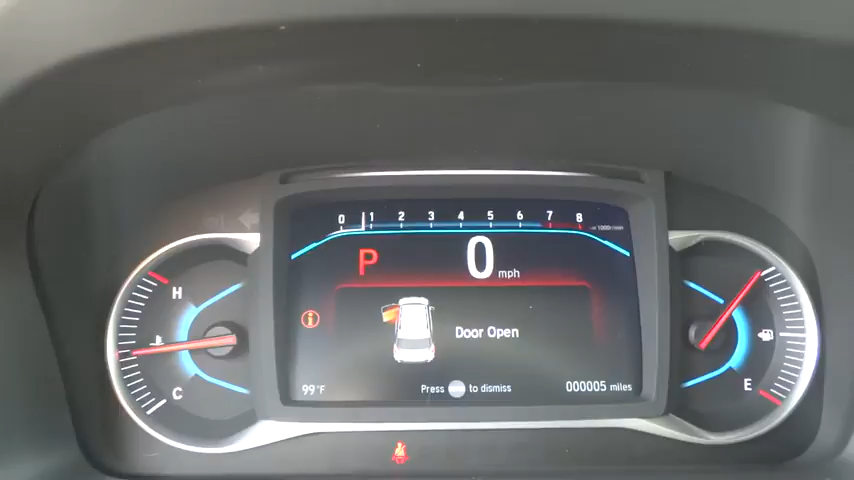 0 1 2 3 4 5 6 7 8 x1000r/min
P 0 mph
H
Door Open
C
E
99°F Press to dismiss 000005 miles